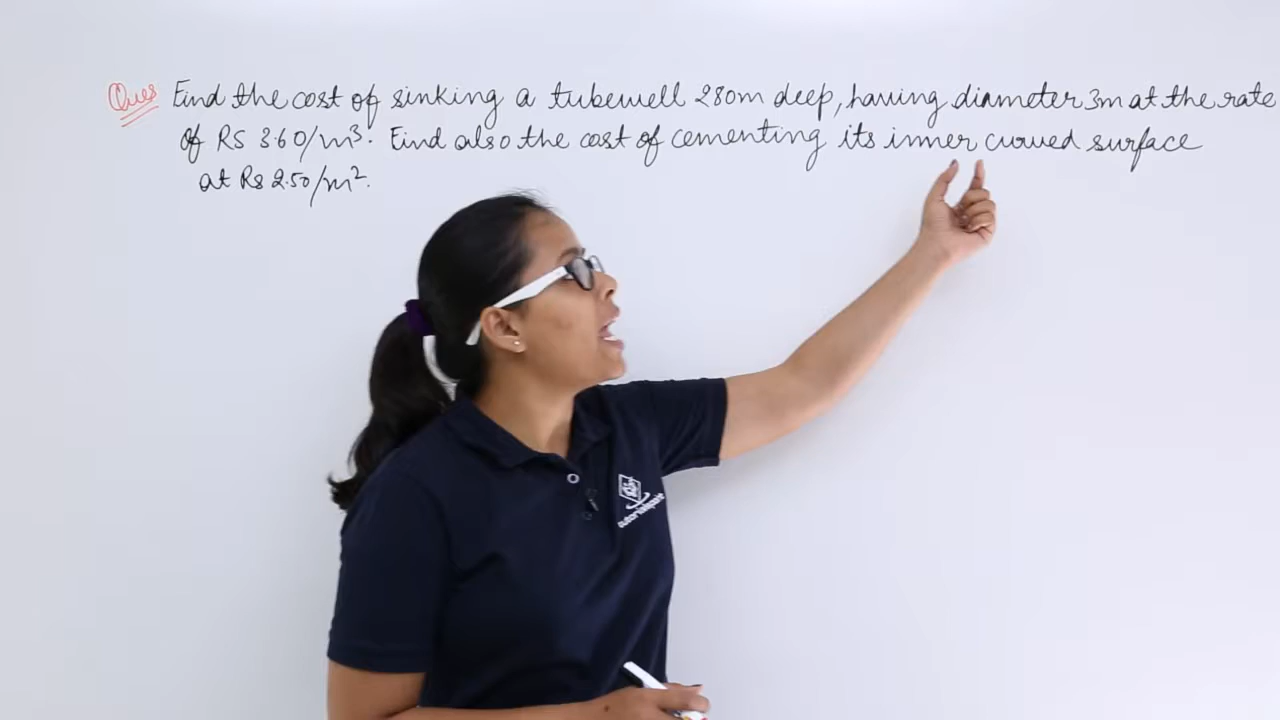 Ques Find the cost of sinking a tubewell 280m deep, having diameter 3m at the rate
of RS 3.60/m³. Find also the cost of cementing its inner curved surface
at Rs 2.50/m².
tutorialspoint